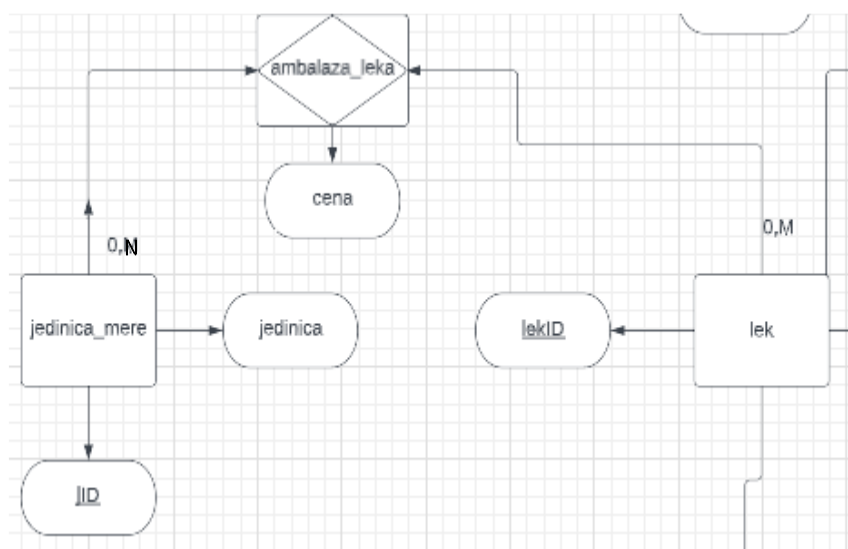 ambalaza_leka
cena
0,M
0,N
jedinica_mere
jedinica
lekID
lek
JID